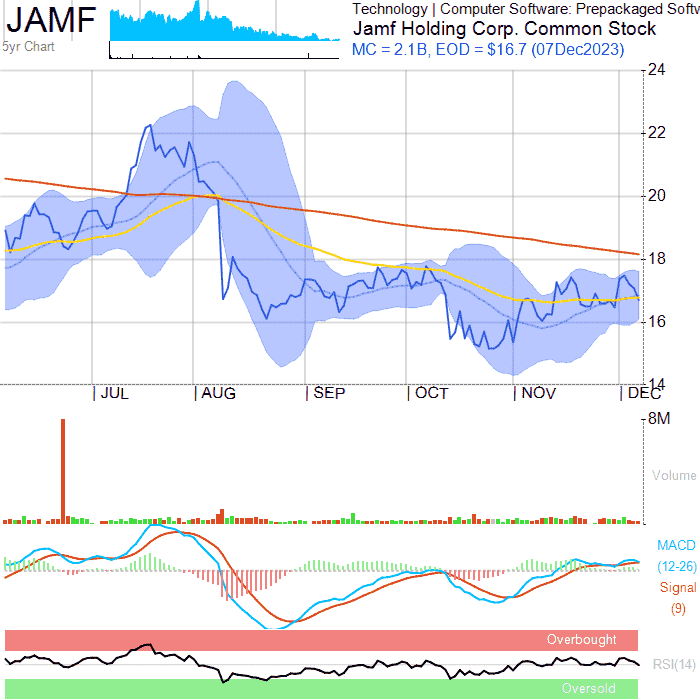 JAMF
5yr Chart
Technology | Computer Software: Prepackaged Softw
Jamf Holding Corp. Common Stock
MC = 2.1B, EOD = $16.7 (07Dec2023)
24
22
20
18
16
14
JUL AUG SEP OCT NOV DEC
8M
Volume
MACD
(12-26)
Signal
(9)
Overbought
RSI(14)
Oversold